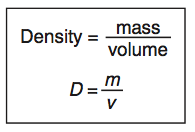 Density = mass / volume
D = m / v